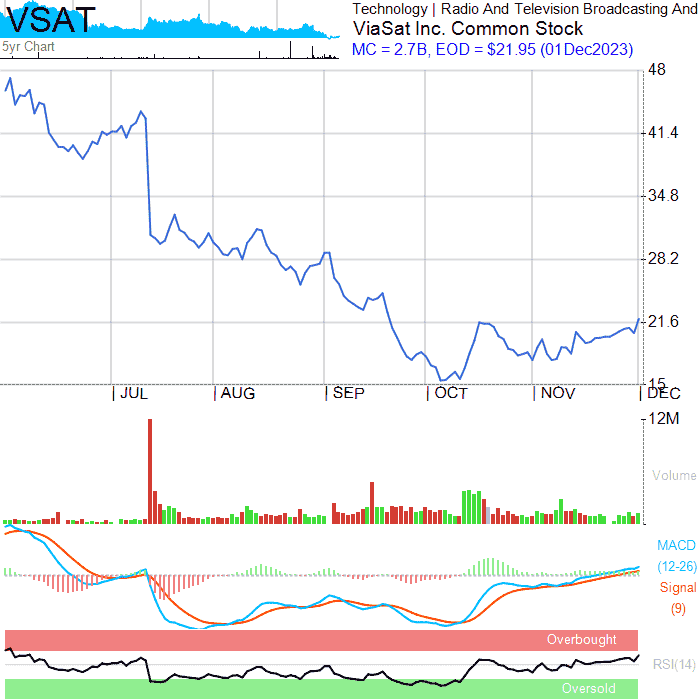 VSAT
5yr Chart
Technology | Radio And Television Broadcasting And
ViaSat Inc. Common Stock
MC = 2.7B, EOD = $21.95 (01Dec2023)
48
41.4
34.8
28.2
21.6
15
JUL
AUG
SEP
OCT
NOV
DEC
12M
Volume
MACD
(12-26)
Signal
(9)
Overbought
RSI(14)
Oversold